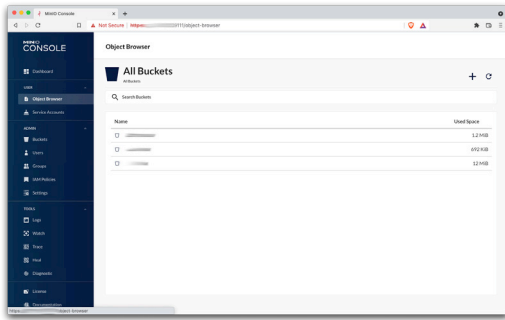 MinIO Console
Not Secure
https:
/object-browser
MINIO
CONSOLE
Object Browser
Dashboard
All Buckets
All Buckets
USER
Object Browser
Search Buckets
Service Accounts
ADMIN
Name
Used Space
Buckets
1.2 MiB
Users
692 KiB
Groups
12 MiB
IAM Policies
Settings
TOOLS
Logs
Watch
Trace
Heal
Diagnostic
License
Documentation
https:
object-browser